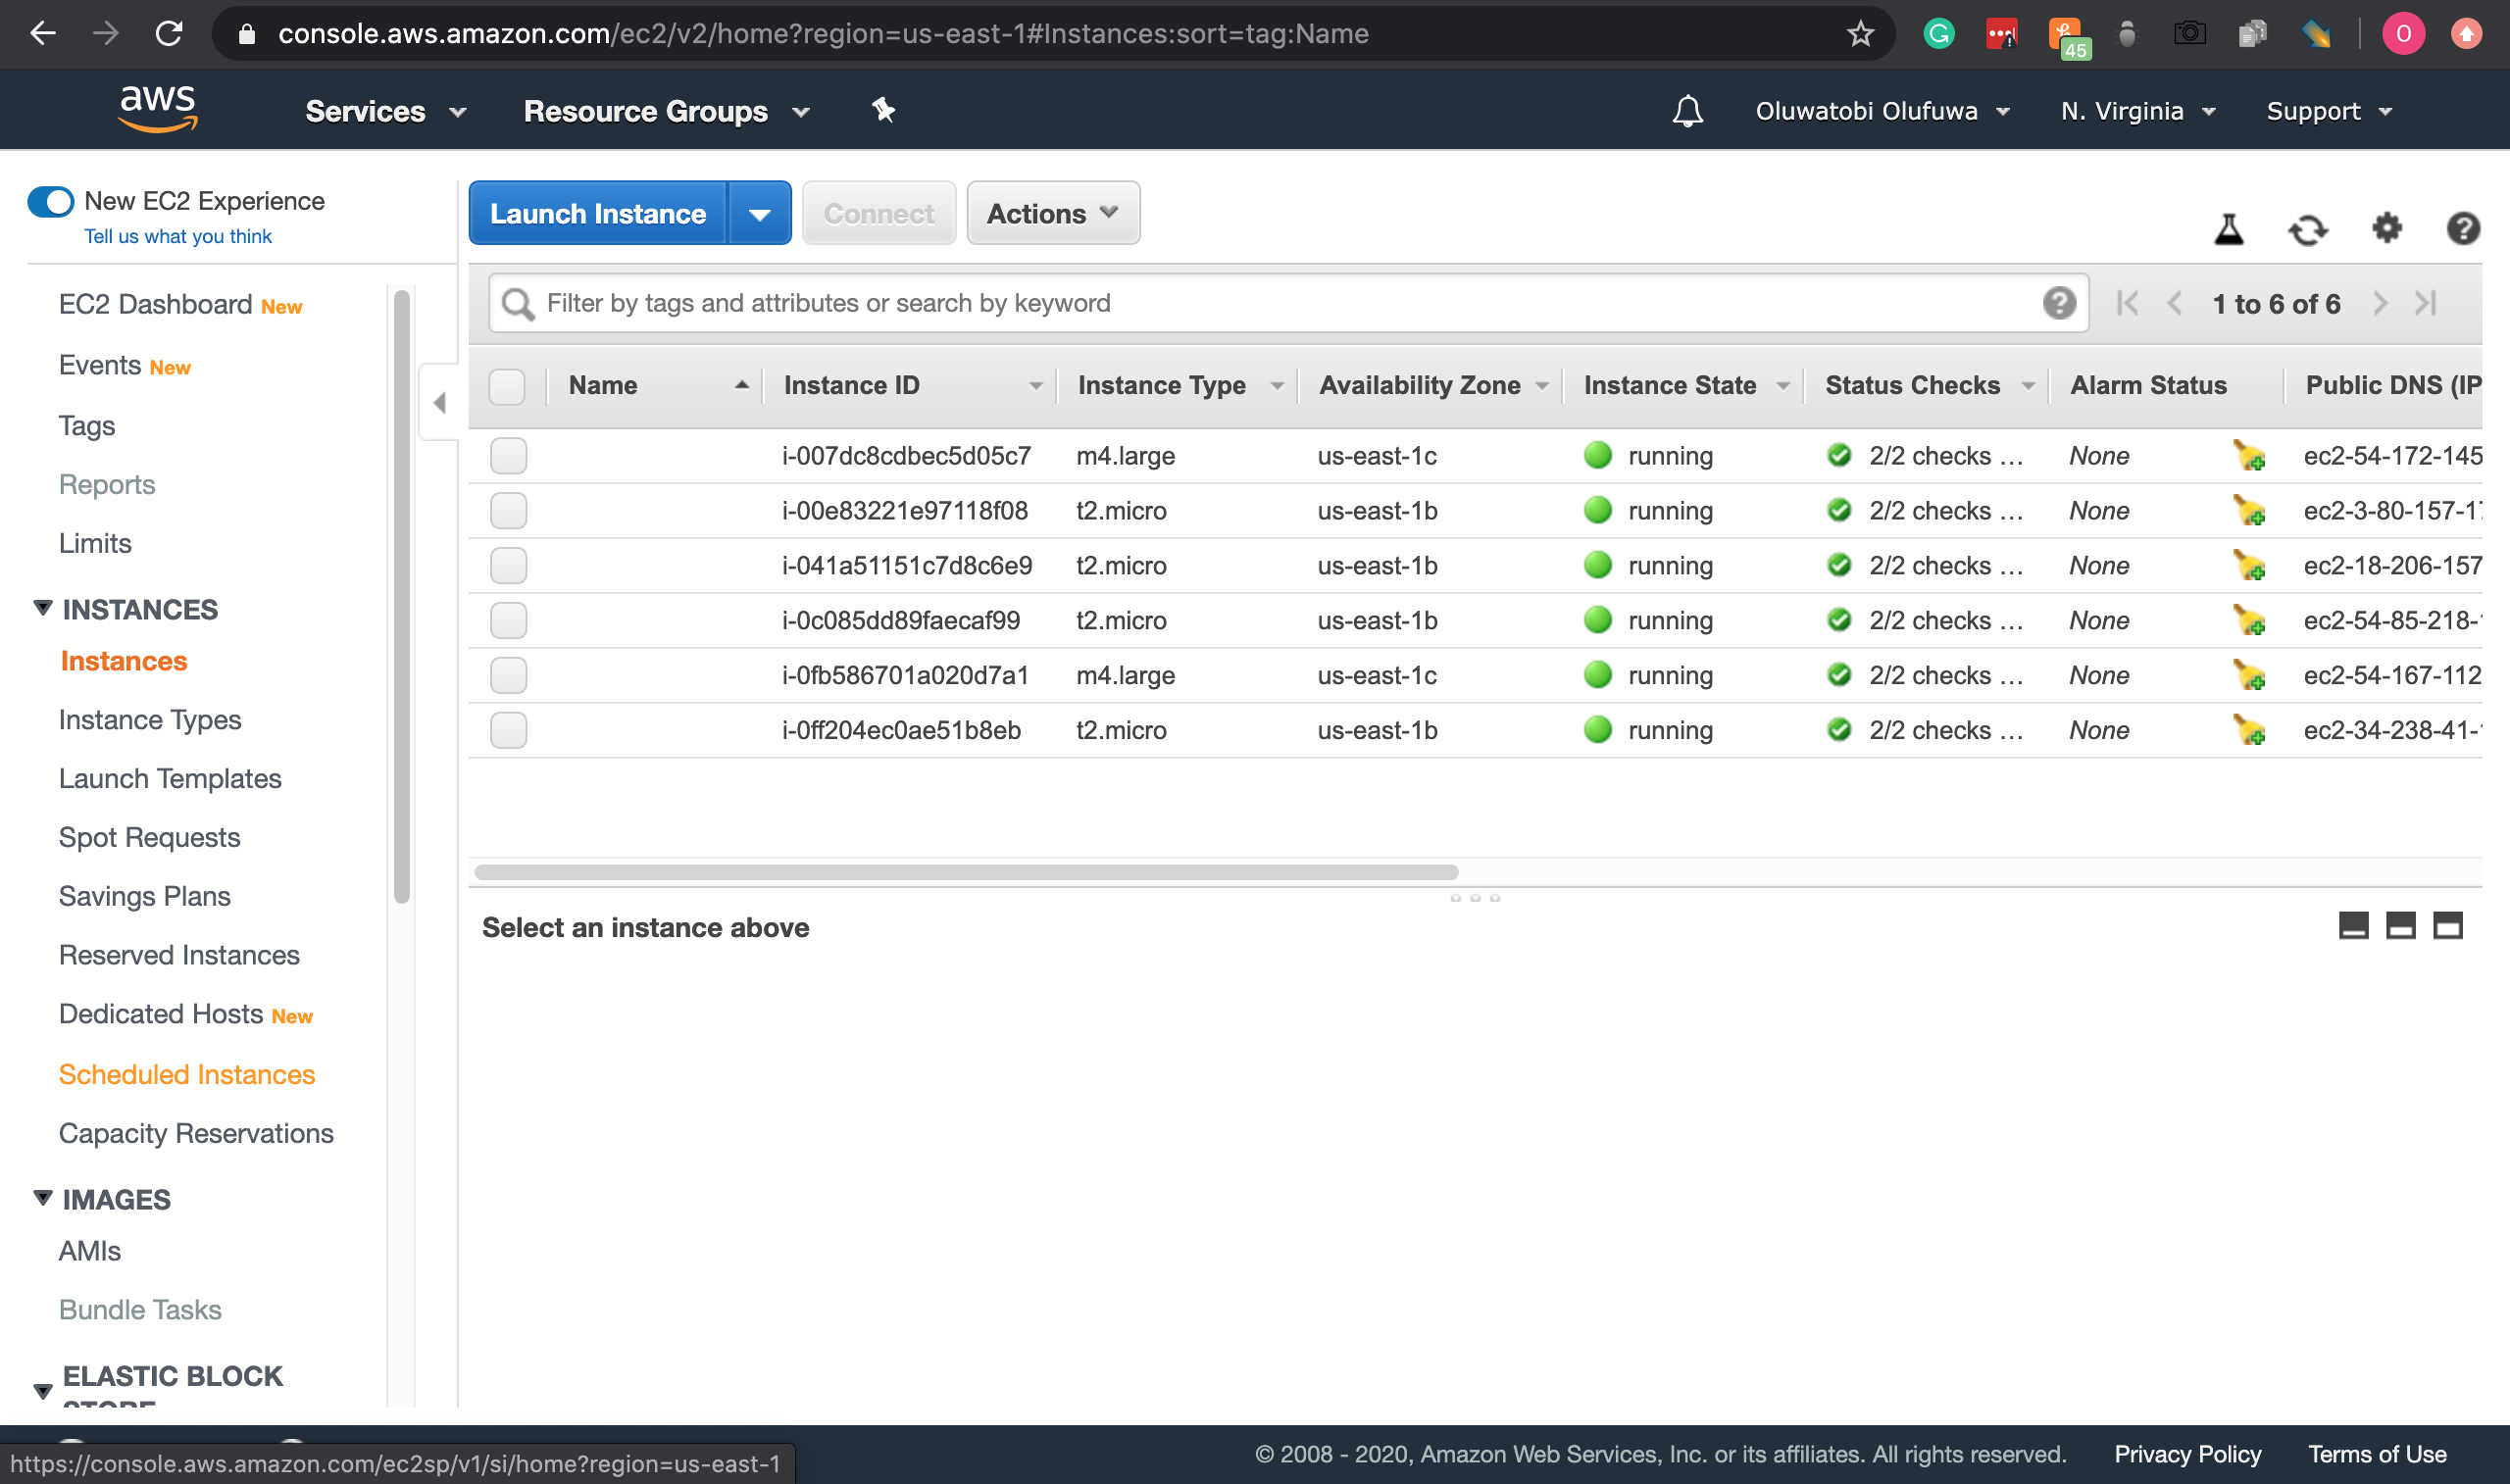 console.aws.amazon.com/ec2/v2/home?region=us-east-1#Instances:sort=tag:Name
45
O
aws
Services
Resource Groups
Oluwatobi Olufuwa
N. Virginia
Support
New EC2 Experience
Tell us what you think
EC2 Dashboard New
Events New
Tags
Reports
Limits
INSTANCES
Instances
Instance Types
Launch Templates
Spot Requests
Savings Plans
Reserved Instances
Dedicated Hosts New
Scheduled Instances
Capacity Reservations
IMAGES
AMIs
Bundle Tasks
ELASTIC BLOCK
STORE
Launch Instance
Connect
Actions
Filter by tags and attributes or search by keyword
1 to 6 of 6
Name Instance ID Instance Type Availability Zone Instance State Status Checks Alarm Status Public DNS (IP
i-007dc8cdbec5d05c7 m4.large us-east-1c running 2/2 checks ... None ec2-54-172-145
i-00e83221e97118f08 t2.micro us-east-1b running 2/2 checks ... None ec2-3-80-157-17
i-041a51151c7d8c6e9 t2.micro us-east-1b running 2/2 checks ... None ec2-18-206-157
i-0c085dd89faecaf99 t2.micro us-east-1b running 2/2 checks ... None ec2-54-85-218-
i-0fb586701a020d7a1 m4.large us-east-1c running 2/2 checks ... None ec2-54-167-112
i-0ff204ec0ae51b8eb t2.micro us-east-1b running 2/2 checks ... None ec2-34-238-41-
Select an instance above
https://console.aws.amazon.com/ec2sp/v1/si/home?region=us-east-1
© 2008 - 2020, Amazon Web Services, Inc. or its affiliates. All rights reserved.
Privacy Policy
Terms of Use